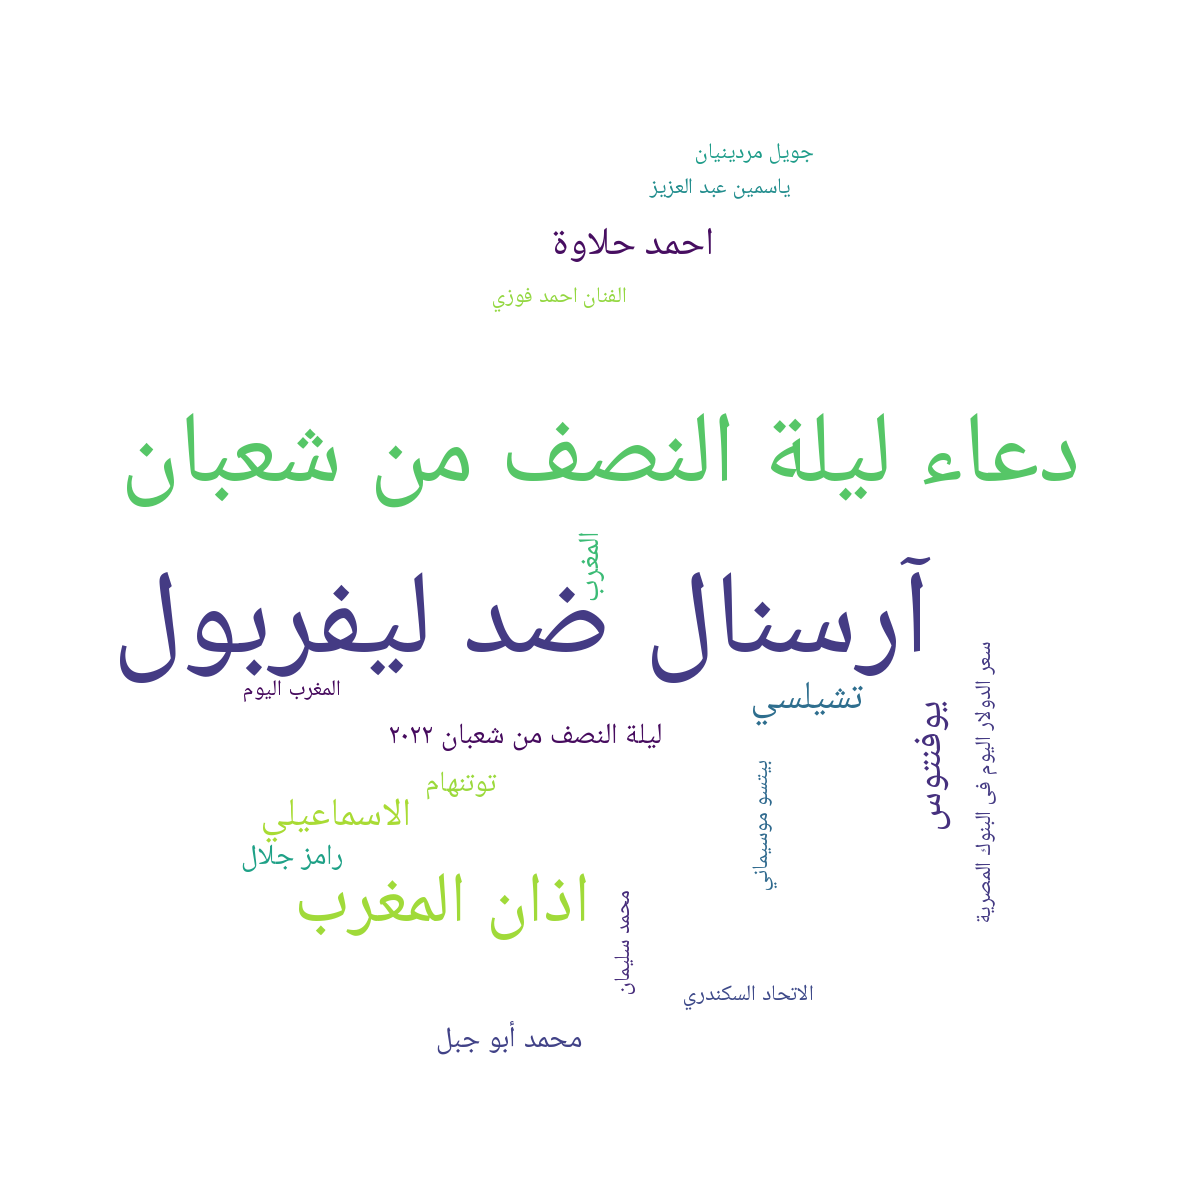 جويل مردينيان
ياسمين عبد العزيز
احمد حلاوة
الفنان احمد فوزي
دعاء ليلة النصف من شعبان
المغرب
آرسنال ضد ليفربول
المغرب اليوم
تشيلسي
يوفنتوس
سعر الدولار اليوم فى البنوك المصرية
ليلة النصف من شعبان ٢٠٢٢
توتنهام
بيتسو موسيماني
الاسماعيلي
رامز جلال
اذان المغرب
محمد سليمان
الاتحاد السكندري
محمد أبو جبل